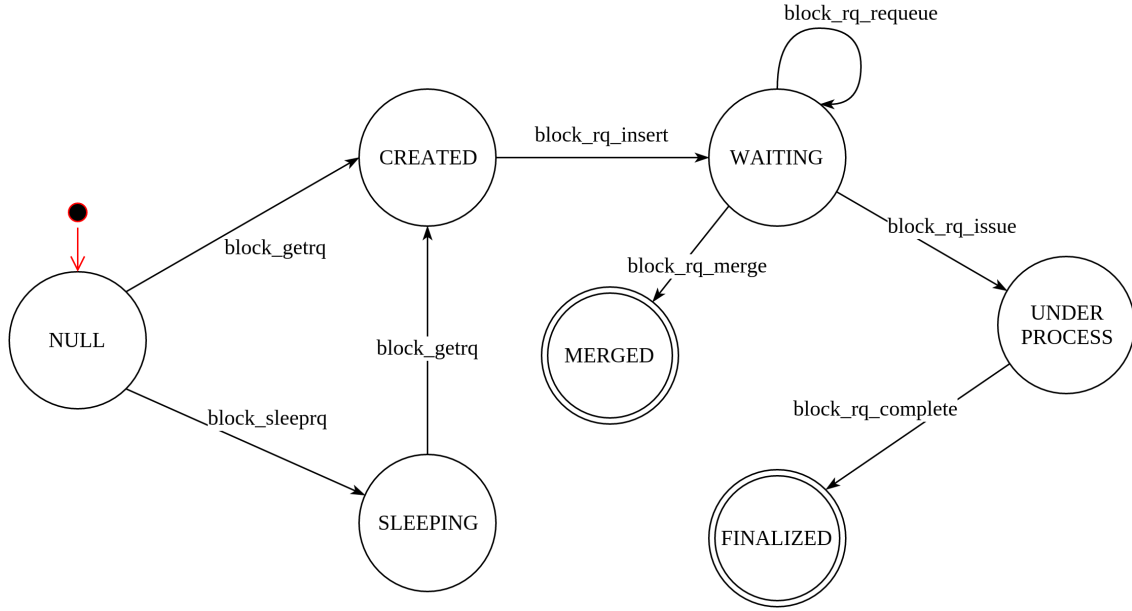 block_rq_requeue
block_rq_insert
CREATED
WAITING
block_getrq
block_rq_issue
block_rq_merge
NULL
block_getrq
MERGED
UNDER
PROCESS
block_sleeprq
block_rq_complete
SLEEPING
FINALIZED